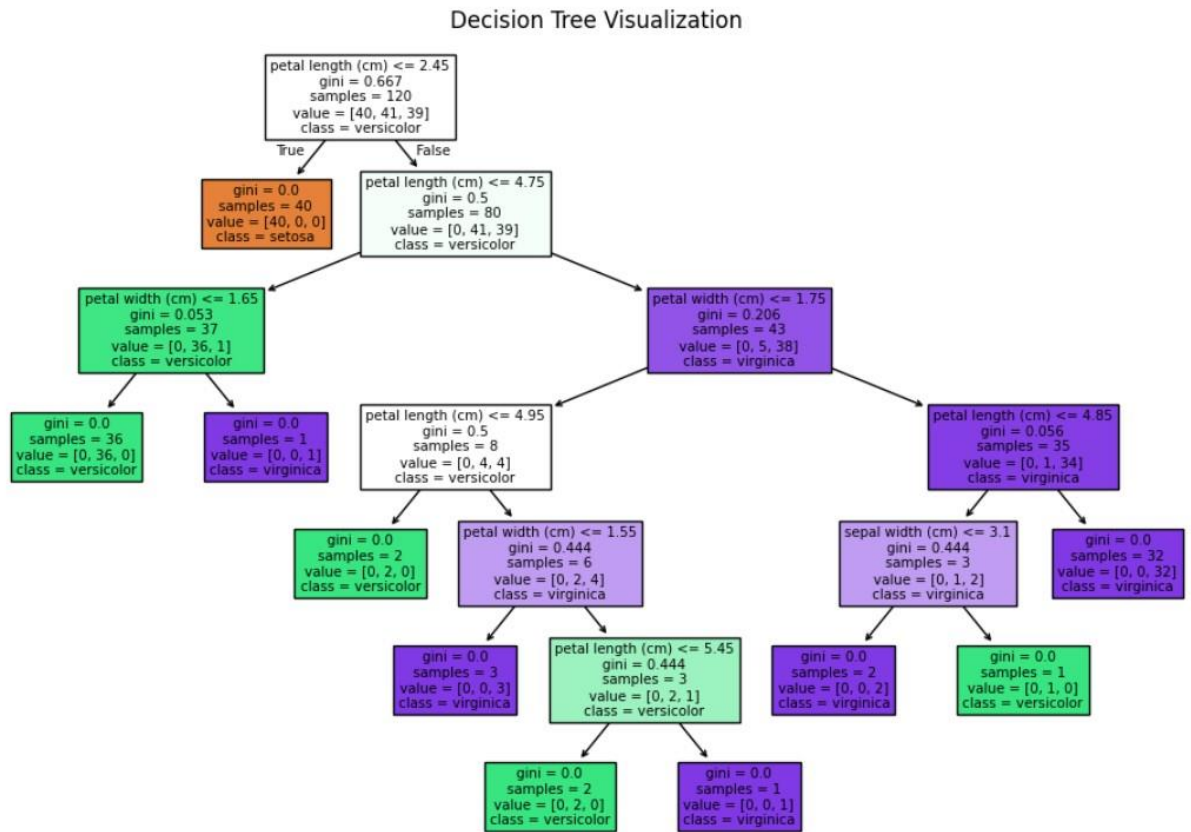 Decision Tree Visualization
petal length (cm) <= 2.45
gini = 0.667
samples = 120
value = [40, 41, 39]
class = versicolor
True
False
gini = 0.0
samples = 40
value = [40, 0, 0]
class = setosa
petal length (cm) <= 4.75
gini = 0.5
samples = 80
value = [0, 41, 39]
class = versicolor
petal width (cm) <= 1.65
gini = 0.053
samples = 37
value = [0, 36, 1]
class = versicolor
petal width (cm) <= 1.75
gini = 0.206
samples = 43
value = [0, 5, 38]
class = virginica
gini = 0.0
samples = 36
value = [0, 36, 0]
class = versicolor
gini = 0.0
samples = 1
value = [0, 0, 1]
class = virginica
petal length (cm) <= 4.95
gini = 0.5
samples = 8
value = [0, 4, 4]
class = versicolor
petal length (cm) <= 4.85
gini = 0.056
samples = 35
value = [0, 1, 34]
class = virginica
gini = 0.0
samples = 2
value = [0, 2, 0]
class = versicolor
petal width (cm) <= 1.55
gini = 0.444
samples = 6
value = [0, 2, 4]
class = virginica
sepal width (cm) <= 3.1
gini = 0.444
samples = 3
value = [0, 1, 2]
class = virginica
gini = 0.0
samples = 32
value = [0, 0, 32]
class = virginica
gini = 0.0
samples = 3
value = [0, 0, 3]
class = virginica
petal length (cm) <= 5.45
gini = 0.444
samples = 3
value = [0, 2, 1]
class = versicolor
gini = 0.0
samples = 2
value = [0, 0, 2]
class = virginica
gini = 0.0
samples = 1
value = [0, 1, 0]
class = versicolor
gini = 0.0
samples = 2
value = [0, 2, 0]
class = versicolor
gini = 0.0
samples = 1
value = [0, 0, 1]
class = virginica